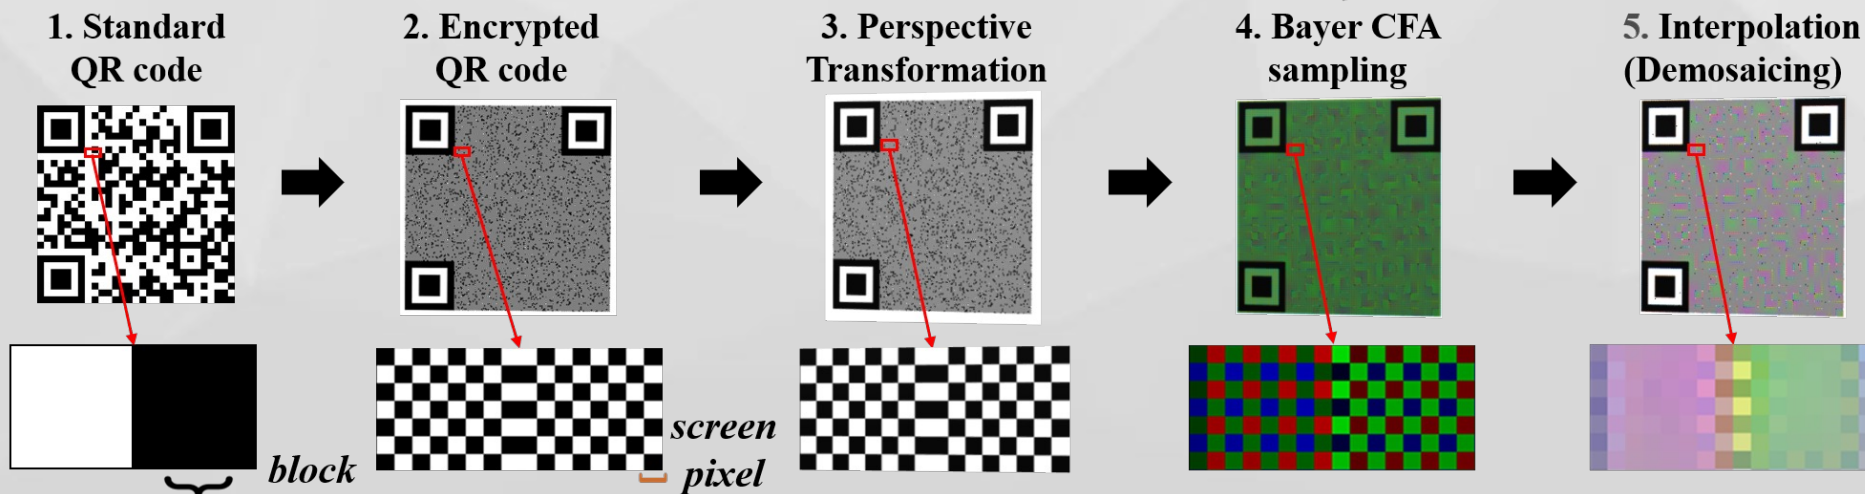 1. Standard
QR code
2. Encrypted
QR code
3. Perspective
Transformation
4. Bayer CFA
sampling
5. Interpolation
(Demosaicing)
block
screen
pixel